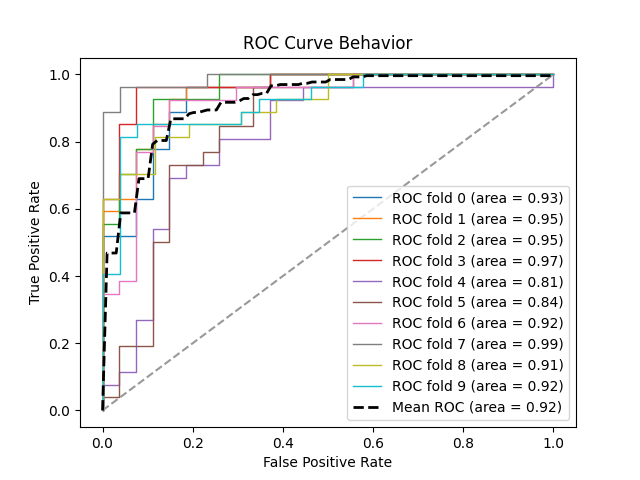 ROC Curve Behavior
True Positive Rate
1.0
0.8
0.6
0.4
0.2
0.0
ROC fold 0 (area = 0.93)
ROC fold 1 (area = 0.95)
ROC fold 2 (area = 0.95)
ROC fold 3 (area = 0.97)
ROC fold 4 (area = 0.81)
ROC fold 5 (area = 0.84)
ROC fold 6 (area = 0.92)
ROC fold 7 (area = 0.99)
ROC fold 8 (area = 0.91)
ROC fold 9 (area = 0.92)
Mean ROC (area = 0.92)
0.0 0.2 0.4 0.6 0.8 1.0
False Positive Rate